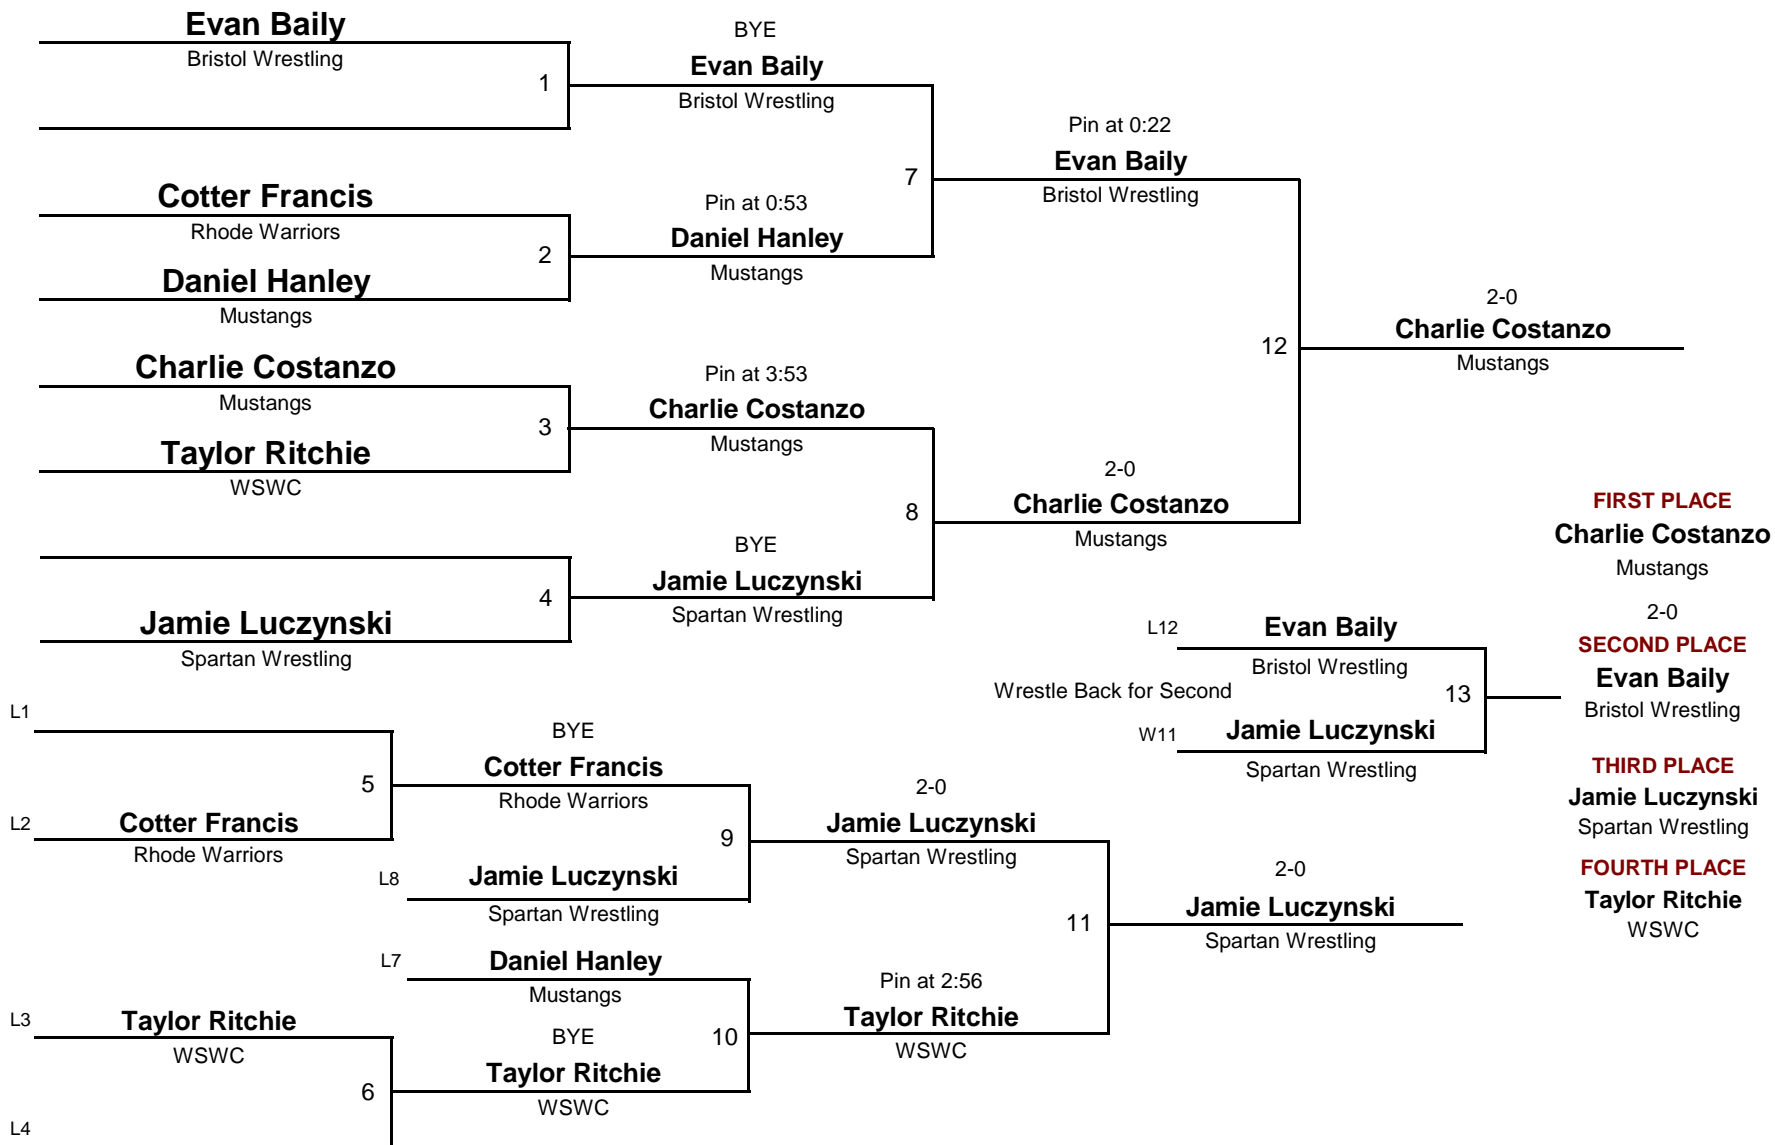 Evan Baily
Bristol Wrestling
1
BYE
Evan Baily
Bristol Wrestling
Cotter Francis
Rhode Warriors
2
Daniel Hanley
Mustangs
Pin at 0:53
Daniel Hanley
Mustangs
7
Pin at 0:22
Evan Baily
Bristol Wrestling
Charlie Costanzo
Mustangs
3
Taylor Ritchie
WSWC
Pin at 3:53
Charlie Costanzo
Mustangs
4
Jamie Luczynski
Spartan Wrestling
BYE
Jamie Luczynski
Spartan Wrestling
8
2-0
Charlie Costanzo
Mustangs
12
2-0
Charlie Costanzo
Mustangs
L1
L2
Cotter Francis
Rhode Warriors
5
BYE
Cotter Francis
Rhode Warriors
L8
Jamie Luczynski
Spartan Wrestling
9
2-0
Jamie Luczynski
Spartan Wrestling
L7
Daniel Hanley
Mustangs
L3
Taylor Ritchie
WSWC
L4
6
BYE
Taylor Ritchie
WSWC
10
Pin at 2:56
Taylor Ritchie
WSWC
11
2-0
Jamie Luczynski
Spartan Wrestling
L12
Evan Baily
Bristol Wrestling
Wrestle Back for Second
13
W11
Jamie Luczynski
Spartan Wrestling
FIRST PLACE
Charlie Costanzo
Mustangs
2-0
SECOND PLACE
Evan Baily
Bristol Wrestling
THIRD PLACE
Jamie Luczynski
Spartan Wrestling
FOURTH PLACE
Taylor Ritchie
WSWC